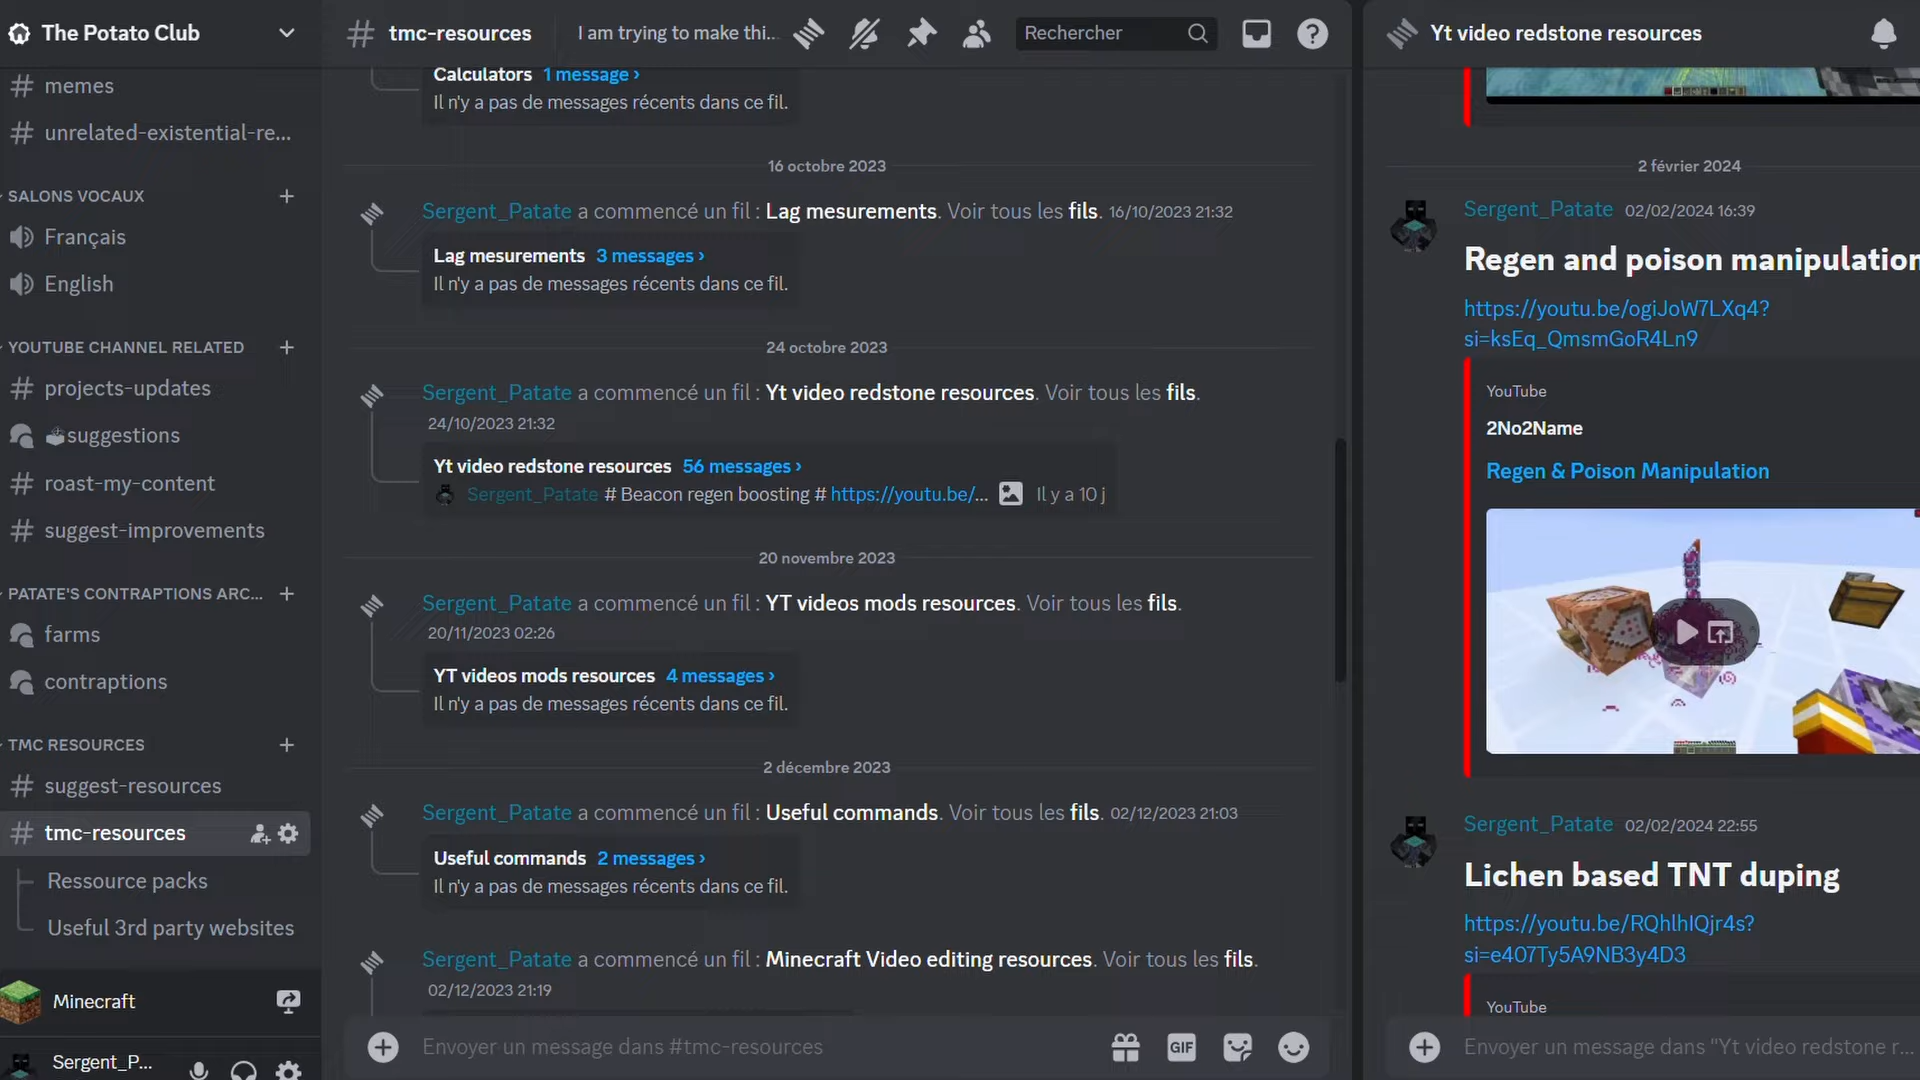 The Potato Club
memes
unrelated-existential-re...
SALONS VOCAUX
Français
English
YOUTUBE CHANNEL RELATED
projects-updates
suggestions
roast-my-content
suggest-improvements
PATATE'S CONTRAPTIONS ARC...
farms
contraptions
TMC RESOURCES
suggest-resources
tmc-resources
Ressource packs
Useful 3rd party websites
Minecraft
Sergent_P...
tmc-resources
I am trying to make thi...
Rechercher
Calculators 1 message ›
Il n'y a pas de messages récents dans ce fil.
16 octobre 2023
Sergent_Patate a commencé un fil : Lag mesurements. Voir tous les fils. 16/10/2023 21:32
Lag mesurements 3 messages ›
Il n'y a pas de messages récents dans ce fil.
24 octobre 2023
Sergent_Patate a commencé un fil : Yt video redstone resources. Voir tous les fils.
24/10/2023 21:32
Yt video redstone resources 56 messages ›
Sergent_Patate # Beacon regen boosting # https://youtu.be/... Il y a 10 j
20 novembre 2023
Sergent_Patate a commencé un fil : YT videos mods resources. Voir tous les fils.
20/11/2023 02:26
YT videos mods resources 4 messages ›
Il n'y a pas de messages récents dans ce fil.
2 décembre 2023
Sergent_Patate a commencé un fil : Useful commands. Voir tous les fils. 02/12/2023 21:03
Useful commands 2 messages ›
Il n'y a pas de messages récents dans ce fil.
Sergent_Patate a commencé un fil : Minecraft Video editing resources. Voir tous les fils.
02/12/2023 21:19
Envoyer un message dans #tmc-resources
GIF
Yt video redstone resources
2 février 2024
Sergent_Patate 02/02/2024 16:39
Regen and poison manipulation
https://youtu.be/ogiJoW7LXq4?
si=ksEq_QmsmGoR4Ln9
YouTube
2No2Name
Regen & Poison Manipulation
Sergent_Patate 02/02/2024 22:55
Lichen based TNT duping
https://youtu.be/RQhlhIQjr4s?
si=e407Ty5A9NB3y4D3
YouTube
Envoyer un message dans "Yt video redstone r...